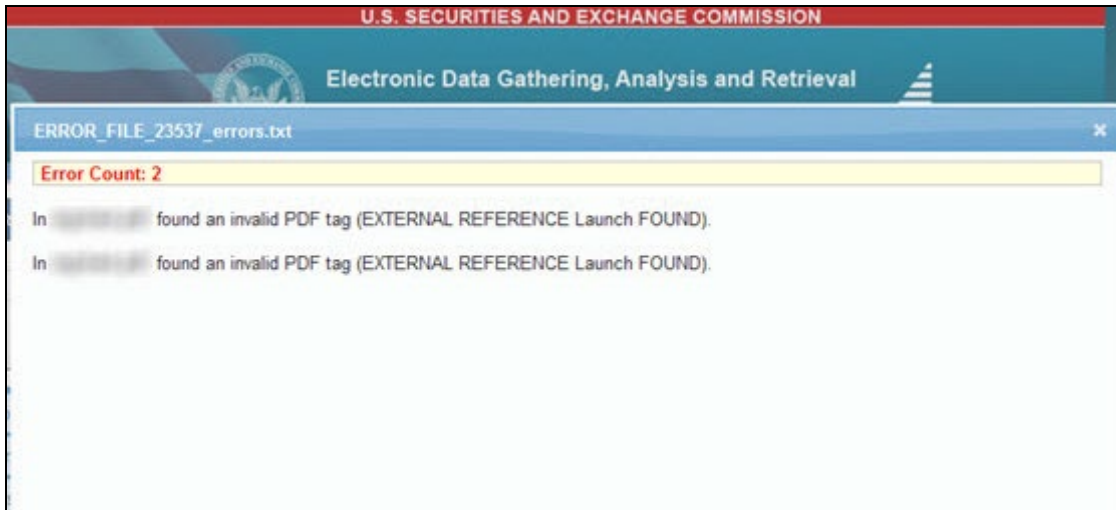 U.S. SECURITIES AND EXCHANGE COMMISSION
Electronic Data Gathering, Analysis and Retrieval
ERROR_FILE_23537_errors.txt
Error Count: 2
In found an invalid PDF tag (EXTERNAL REFERENCE Launch FOUND).
In found an invalid PDF tag (EXTERNAL REFERENCE Launch FOUND).